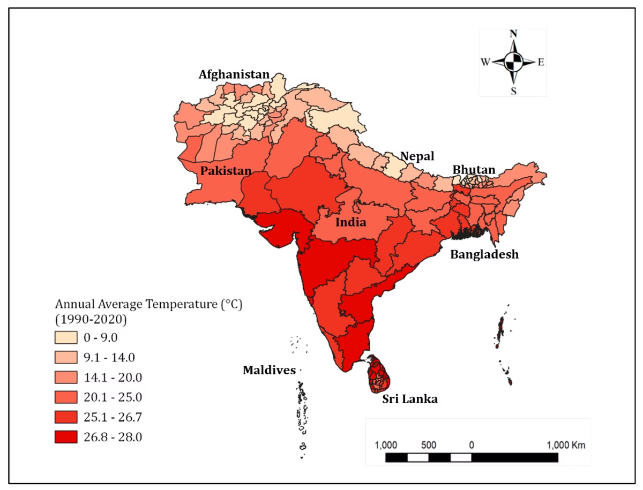 N
W E
S
Afghanistan
Pakistan
Nepal
Bhutan
India
Bangladesh
Maldives
Sri Lanka
Annual Average Temperature (°C)
(1990-2020)
0 - 9.0
9.1 - 14.0
14.1 - 20.0
20.1 - 25.0
25.1 - 26.7
26.8 - 28.0
1,000 500 0 1,000 Km